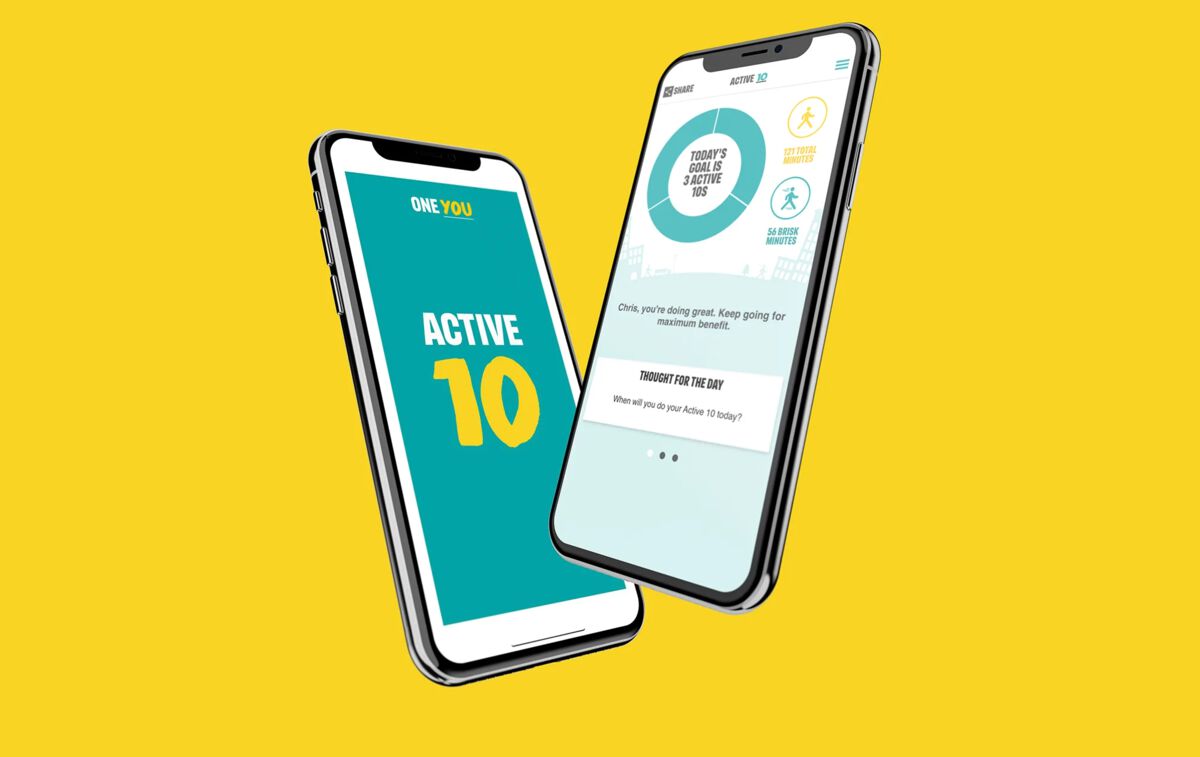 ONE YOU
ACTIVE
10
SHARE
ACTIVE 10
TODAY'S
GOAL IS
3 ACTIVE
10S
131 TOTAL
MINUTES
56 BRISK
MINUTES
Chris, you're doing great. Keep going for
maximum benefit.
THOUGHT FOR THE DAY
When will you do your Active 10 today?